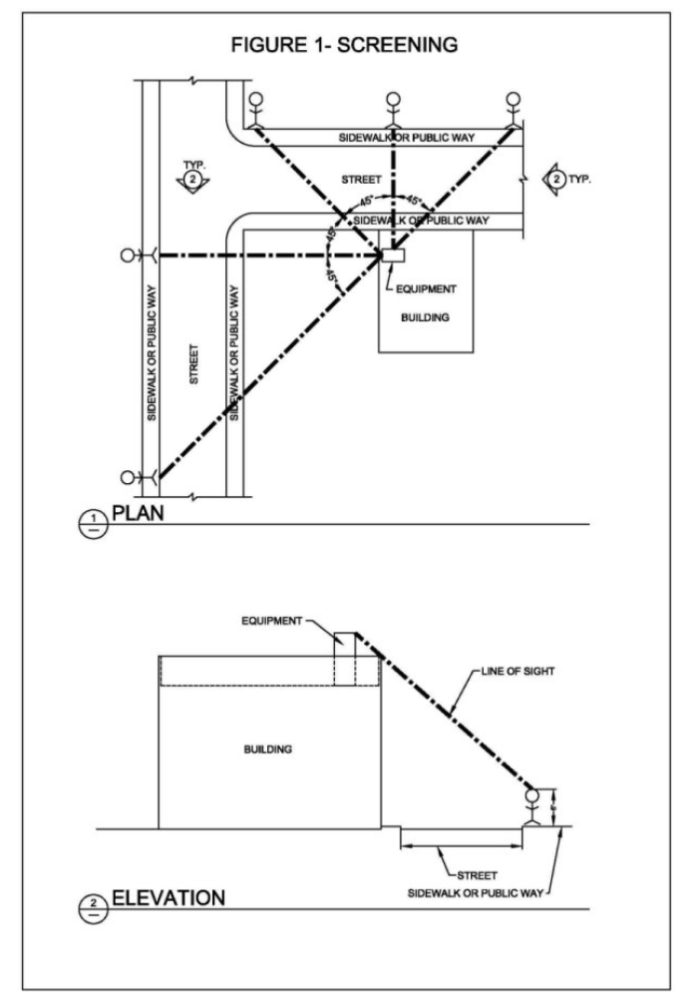 FIGURE 1- SCREENING
SIDEWALK OR PUBLIC WAY
TYP.
2
STREET
2 TYP.
45°
45°
SIDEWALK OR PUBLIC WAY
45°
45°
EQUIPMENT
BUILDING
SIDEWALK OR PUBLIC WAY
STREET
SIDEWALK OR PUBLIC WAY
1 PLAN
EQUIPMENT
LINE OF SIGHT
BUILDING
STREET
SIDEWALK OR PUBLIC WAY
2 ELEVATION